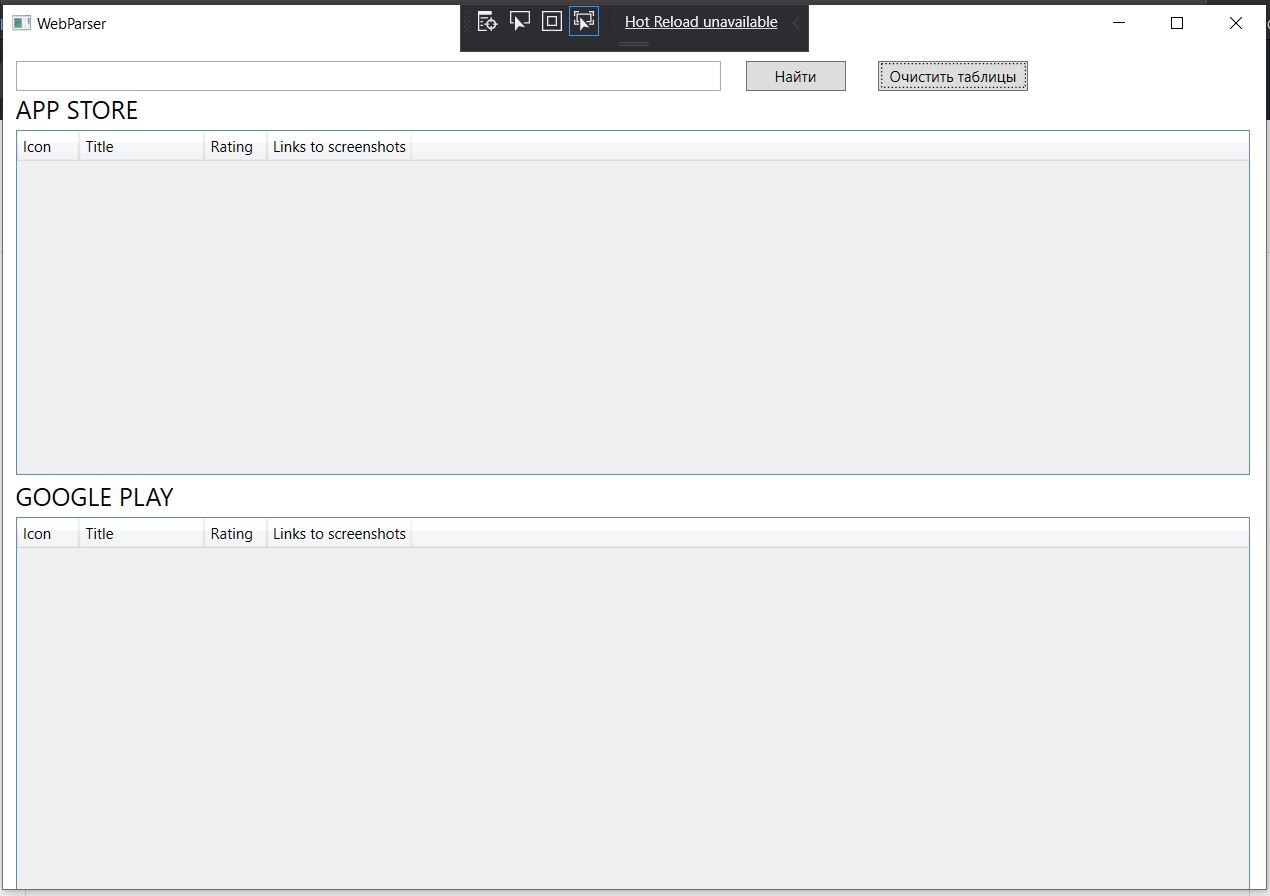 WebParser
Hot Reload unavailable
Найти
Очистить таблицы
APP STORE
Icon Title Rating Links to screenshots
GOOGLE PLAY
Icon Title Rating Links to screenshots